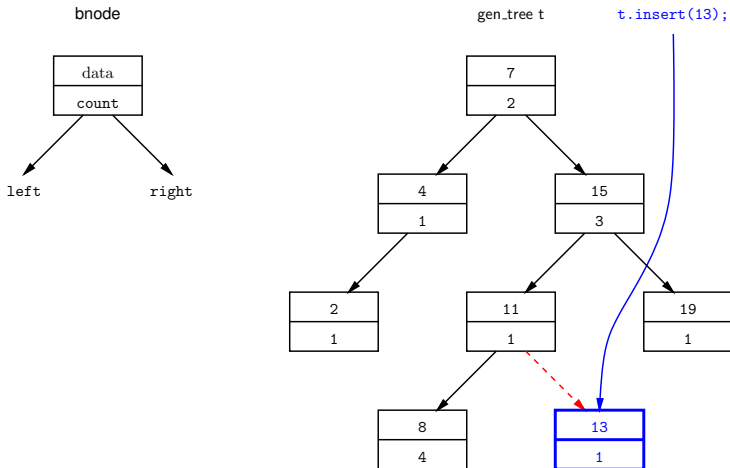 bnode
gen_tree t
t.insert(13);
data
count
left
right
7
2
4
1
15
3
2
1
11
1
19
1
8
4
13
1